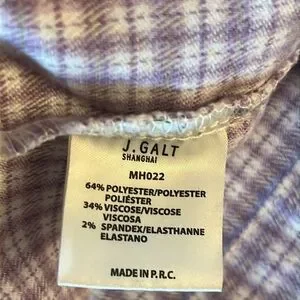 J.GALT
SHANGHAI
MH022
64% POLYESTER/POLYESTER
POLIÉSTER
34% VISCOSE/VISCOSE
VISCOSA
2% SPANDEX/ELASTHANNE
ELASTANO
MADE IN P.R.C.